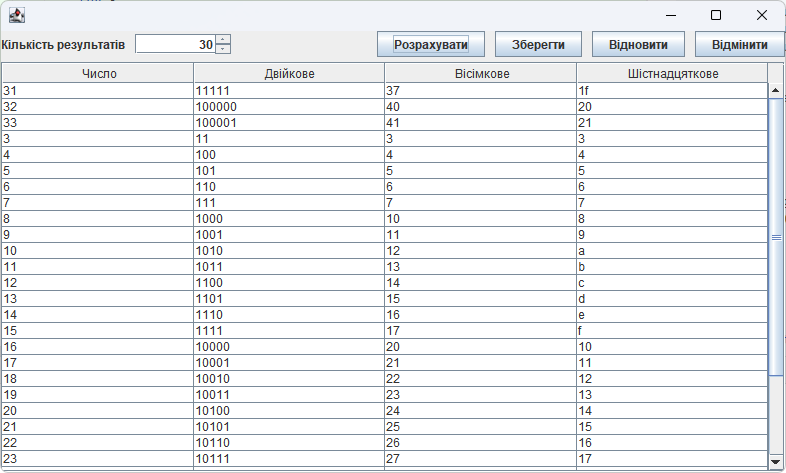 Кількість результатів 30 Розрахувати Зберегти Відновити Відмінити
Число Двійкове Вісімкове Шістнадцяткове
31 11111 37 1f
32 100000 40 20
33 100001 41 21
3 11 3 3
4 100 4 4
5 101 5 5
6 110 6 6
7 111 7 7
8 1000 10 8
9 1001 11 9
10 1010 12 a
11 1011 13 b
12 1100 14 c
13 1101 15 d
14 1110 16 e
15 1111 17 f
16 10000 20 10
17 10001 21 11
18 10010 22 12
19 10011 23 13
20 10100 24 14
21 10101 25 15
22 10110 26 16
23 10111 27 17